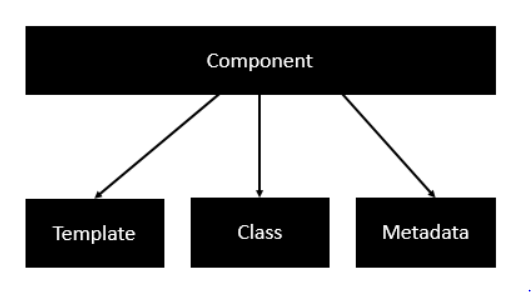 Component
Template
Class
Metadata